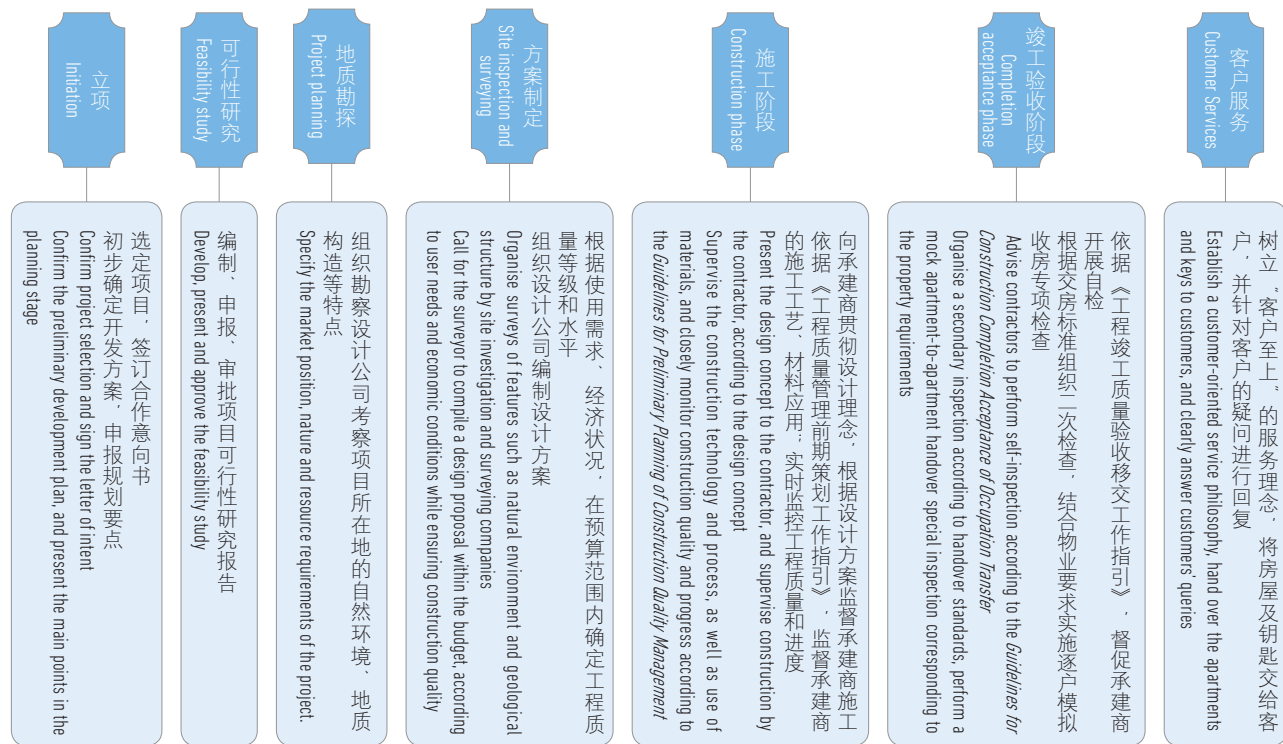 立项
Initiation
选定项目，签订合作意向书
初步确定开发方案，申报规划要点
Confirm project selection and sign the letter of intent
Confirm the preliminary development plan, and present the main points in the
planning stage
可行性研究
Feasibility study
编制、申报、审批项目可行性研究报告
Develop, present and approve the feasibility study
地质勘探
Project planning
组织勘察设计公司考察项目所在地的自然环境、地质
构造等特点
Specify the market position, nature and resource requirements of the project.
方案制定
Site inspection and
surveying
根据使用需求、经济状况，在预算范围内确定工程质
量等级和水平
组织设计公司编制设计方案
Organise surveys of features such as natural environment and geological
structure by site investigation and surveying companies
Call for the surveyor to compile a design proposal within the budget, according
to user needs and economic conditions while ensuring construction quality
施工阶段
Construction phase
向承建商贯彻设计理念，根据设计方案监督承建商施工
依据《工程质量管理前期策划工作指引》，监督承建商
的施工工艺、材料应用；实时监控工程质量和进度
Present the design concept to the contractor, and supervise construction by
the contractor, according to the design concept
Supervise the construction technology and process, as well as use of
materials, and closely monitor construction quality and progress according to
the Guidelines for Preliminary Planning of Construction Quality Management
竣工验收阶段
Completion
acceptance phase
依据《工程竣工质量验收移交工作指引》，督促承建商
开展自检
根据交房标准组织二次检查，结合物业要求实施逐户模拟
收房专项检查
Advise contractors to perform self-inspection according to the Guidelines for
Construction Completion Acceptance of Occupation Transfer
Organise a secondary inspection according to handover standards, perform a
mock apartment-to-apartment handover special inspection corresponding to
the property requirements
客户服务
Customer Services
树立“客户至上”的服务理念，将房屋及钥匙交给客
户，并针对客户的疑问进行回复
Establish a customer-oriented service philosophy, hand over the apartments
and keys to customers, and clearly answer customers' queries